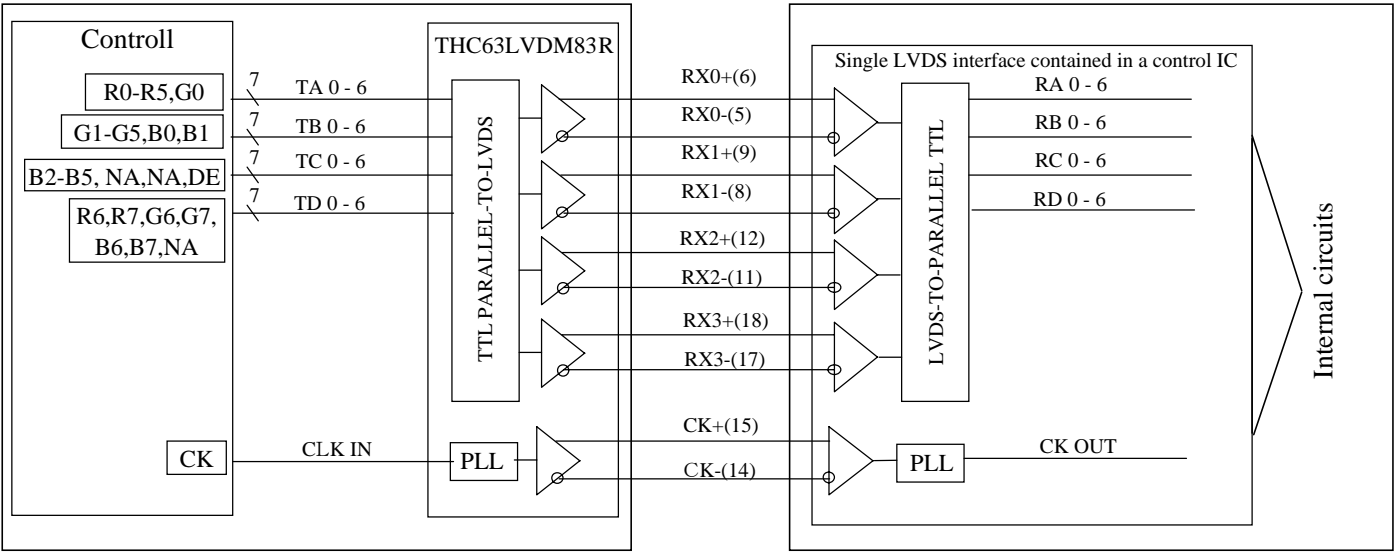 Controll
R0-R5,G0
G1-G5,B0,B1
B2-B5, NA,NA,DE
R6,R7,G6,G7,
B6,B7,NA
CK
7
TA 0 - 6
7
TB 0 - 6
7
TC 0 - 6
7
TD 0 - 6
CLK IN
THC63LVDM83R
TTL PARALLEL-TO-LVDS
PLL
RX0+(6)
RX0-(5)
RX1+(9)
RX1-(8)
RX2+(12)
RX2-(11)
RX3+(18)
RX3-(17)
CK+(15)
CK-(14)
Single LVDS interface contained in a control IC
LVDS-TO-PARALLEL TTL
PLL
RA 0 - 6
RB 0 - 6
RC 0 - 6
RD 0 - 6
CK OUT
Internal circuits